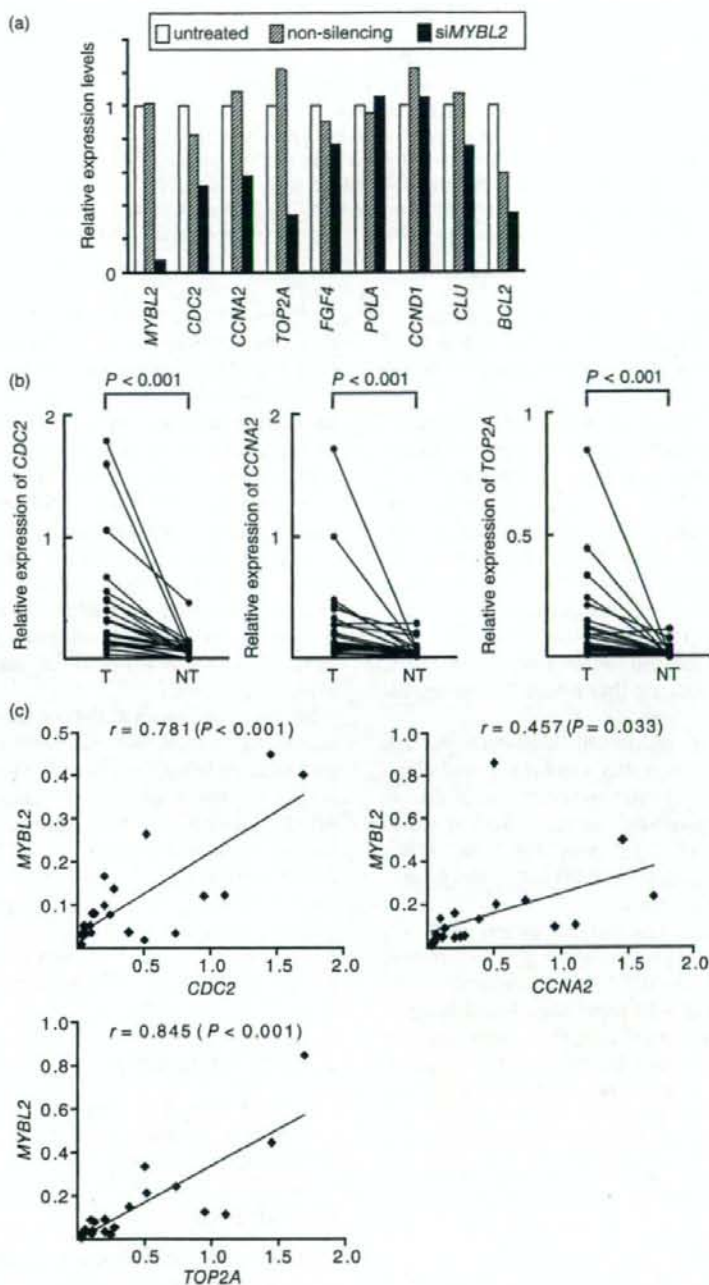 (a)
untreated non-silencing siMYBL2
Relative expression levels
1
0
MYBL2 CDC2 CCNA2 TOP2A FGF4 POLA CCND1 CLU BCL2
(b)
P < 0.001 P < 0.001 P < 0.001
Relative expression of CDC2
2
1
T NT
Relative expression of CCNA2
2
1
T NT
Relative expression of TOP2A
1
0.5
0
T NT
(c)
r = 0.781 (P < 0.001)
MYBL2
0.5
0.4
0.3
0.2
0.1
0.5 1.0 1.5 2.0
CDC2
r = 0.457 (P = 0.033)
MYBL2
1.0
0.8
0.6
0.4
0.2
0.5 1.0 1.5 2.0
CCNA2
r = 0.845 (P < 0.001)
MYBL2
1.0
0.8
0.6
0.4
0.2
0.5 1.0 1.5 2.0
TOP2A